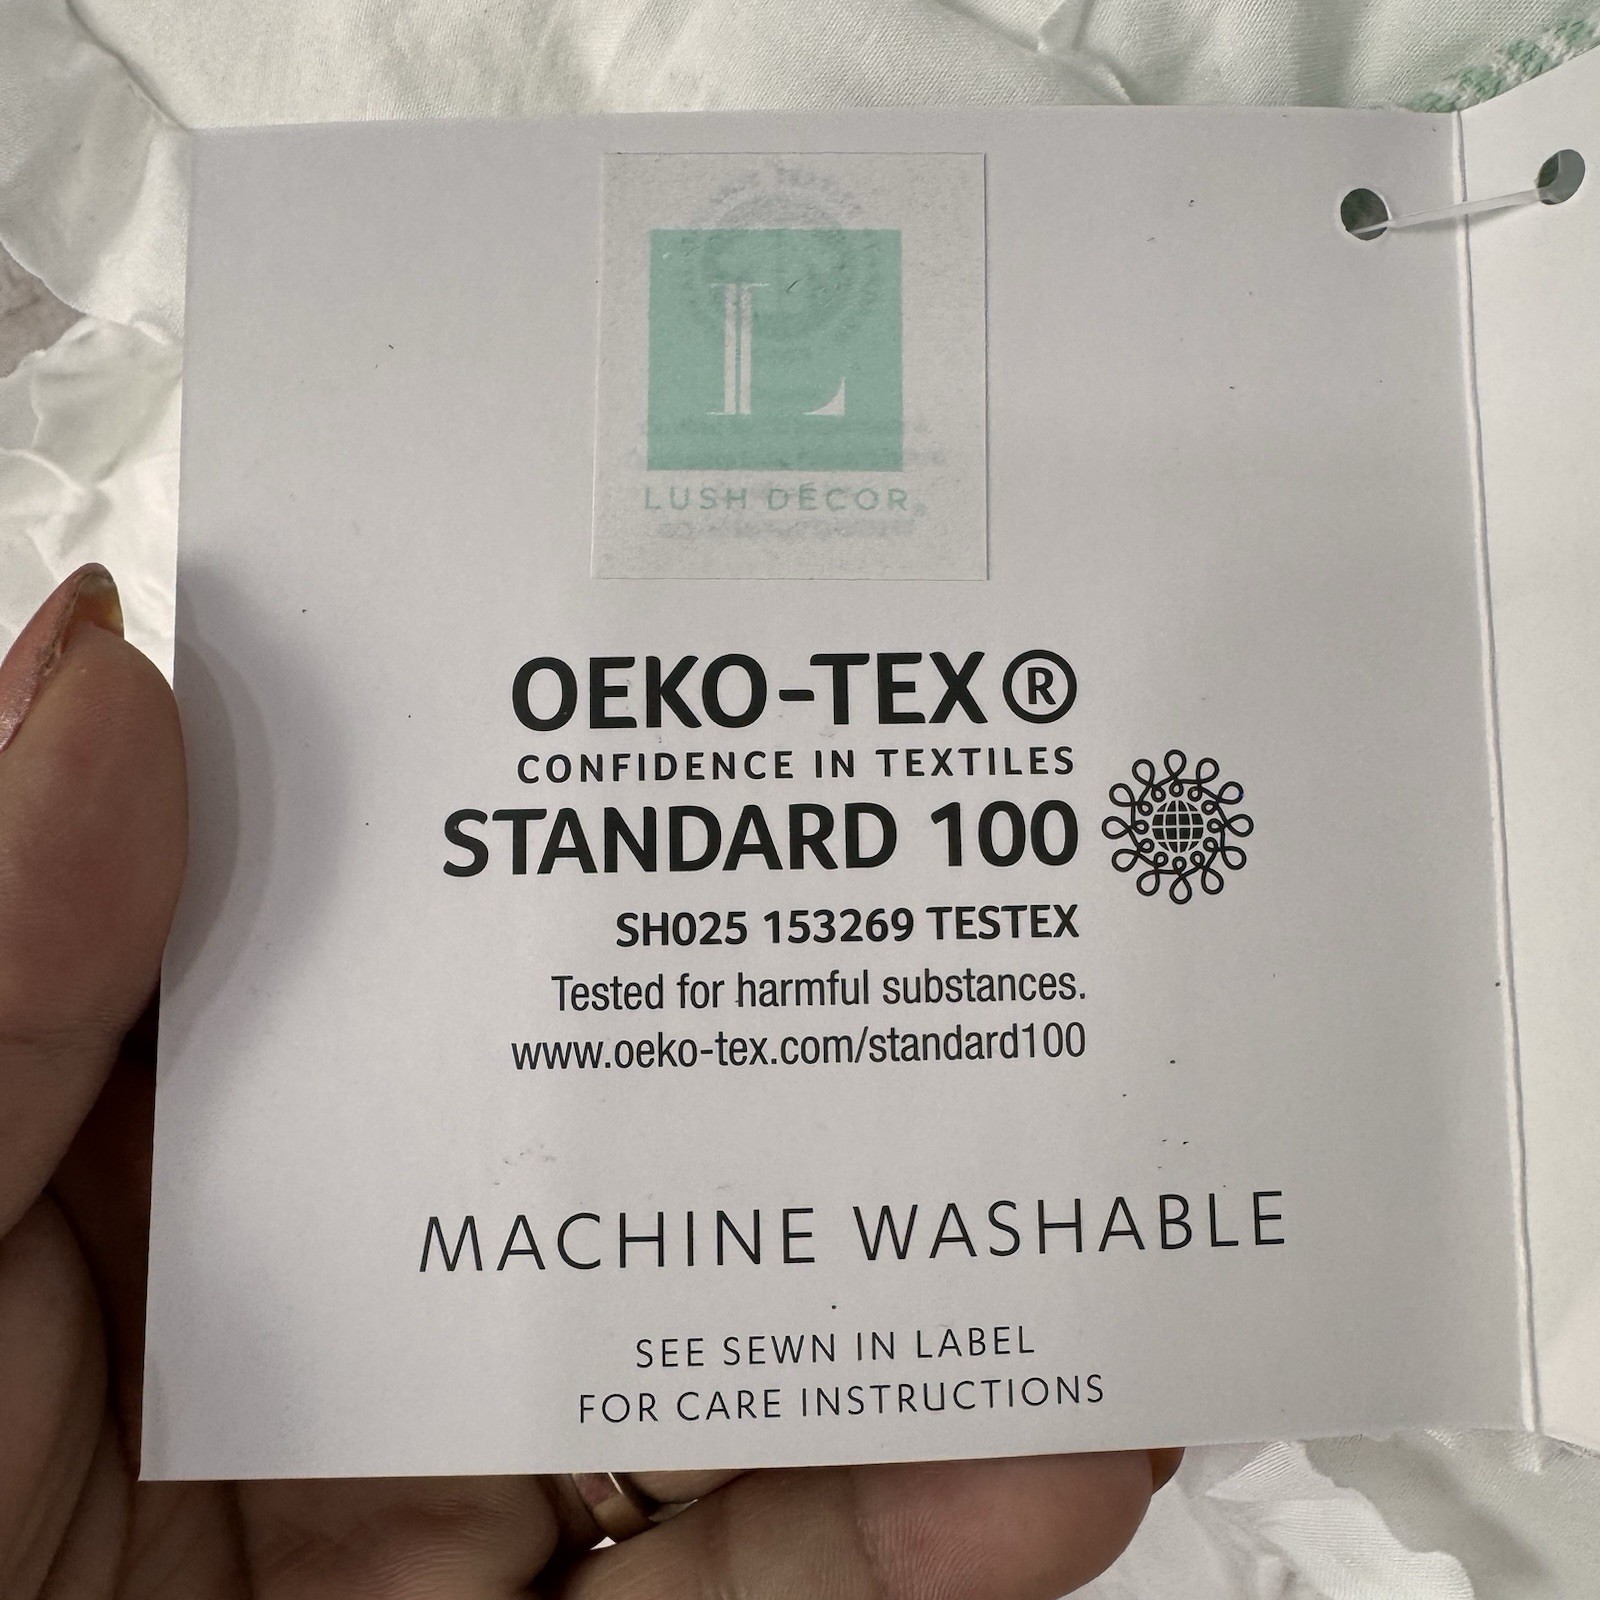 L
LUSH DÉCOR®
OEKO-TEX®
CONFIDENCE IN TEXTILES
STANDARD 100
SH025 153269 TESTEX
Tested for harmful substances.
www.oeko-tex.com/standard100
MACHINE WASHABLE
SEE SEWN IN LABEL
FOR CARE INSTRUCTIONS